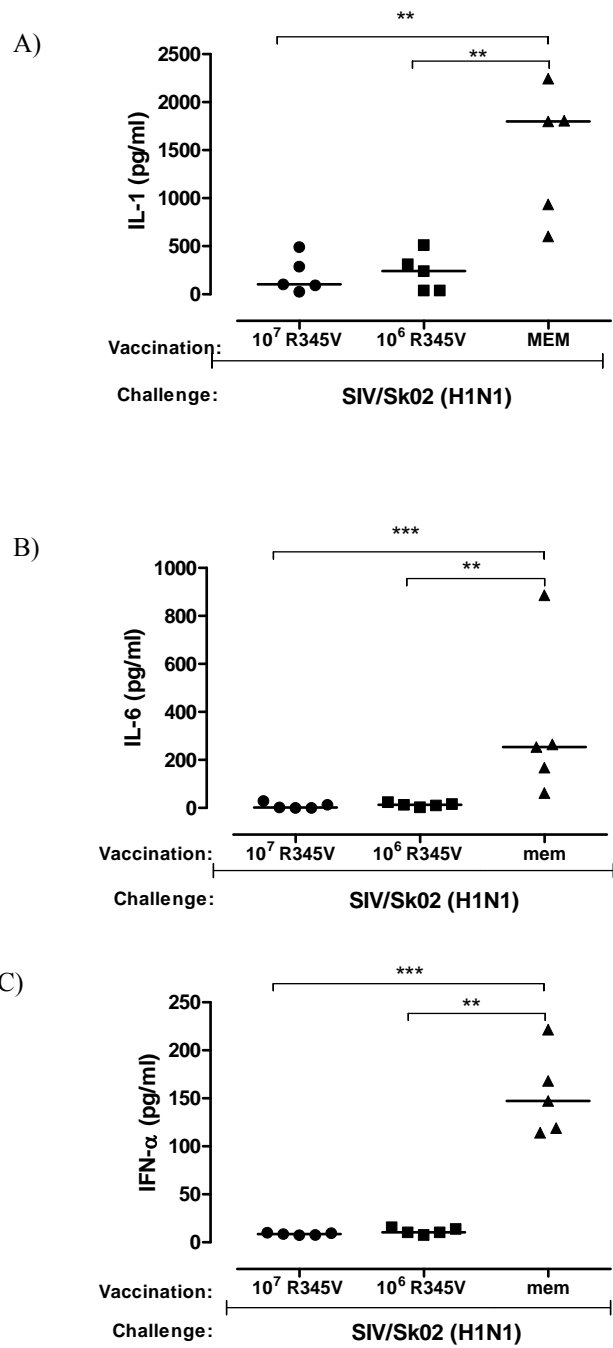 A)
**
**
2500
2000
1500
1000
500
0
IL-1 (pg/ml)
10⁷ R345V 10⁶ R345V MEM
Vaccination:
Challenge: SIV/Sk02 (H1N1)
B)
***
**
1000
800
600
400
200
0
IL-6 (pg/ml)
10⁷ R345V 10⁶ R345V mem
Vaccination:
Challenge: SIV/Sk02 (H1N1)
C)
***
**
250
200
150
100
50
0
IFN-α (pg/ml)
10⁷ R345V 10⁶ R345V mem
Vaccination:
Challenge: SIV/Sk02 (H1N1)